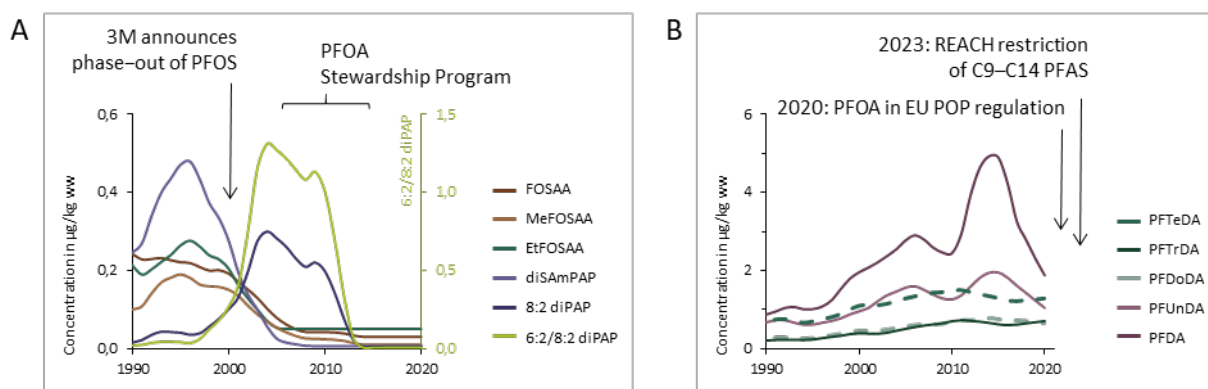 A
3M announces
phase–out of PFOS
PFOA
Stewardship Program
Concentration in µg/kg ww
0,6
0,4
0,2
0,0
1990
2000
2010
2020
6:2/8:2 diPAP
1,5
1,0
0,5
0,0
FOSAA
MeFOSAA
EtFOSAA
diSAmPAP
8:2 diPAP
6:2/8:2 diPAP
B
2023: REACH restriction
of C9–C14 PFAS
2020: PFOA in EU POP regulation
Concentration in µg/kg ww
6
4
2
0
1990
2000
2010
2020
PFTeDA
PFTrDA
PFDoDA
PFUnDA
PFDA